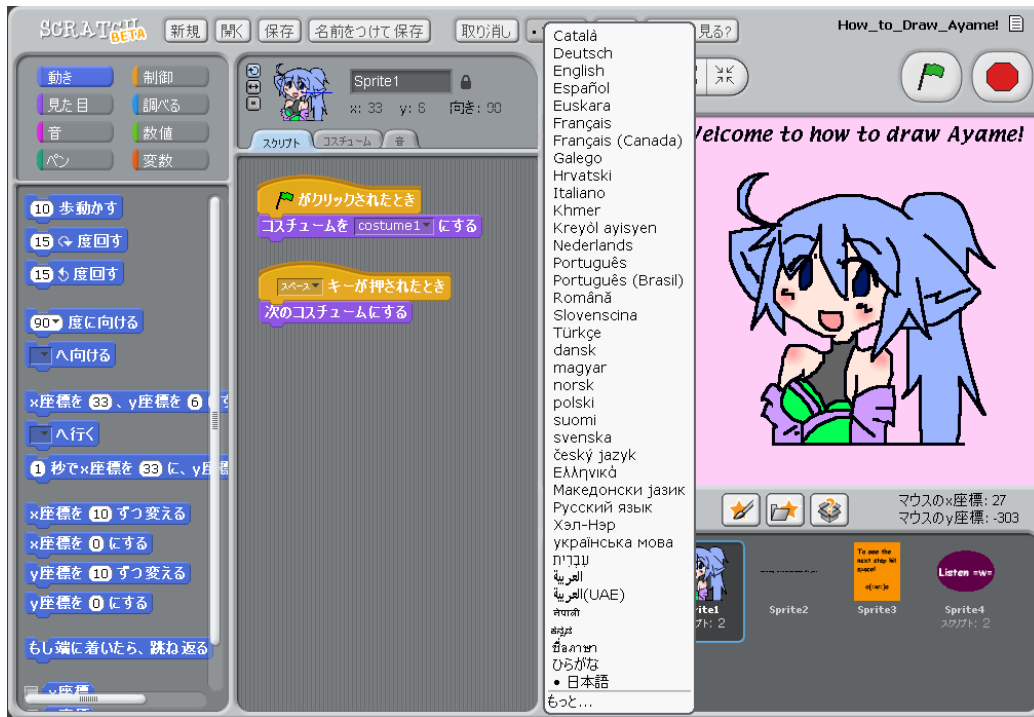 SCRATCH
BETA
新規
開く
保存
名前をつけて保存
取り消し
見る?
How_to_Draw_Ayame!
動き
制御
見た目
調べる
音
数値
ペン
変数
Sprite1
x: 33 y: 6 向き: 90
スクリプト
コスチューム
音
10 歩動かす
15 度回す
15 度回す
90 度に向ける
へ向ける
x座標を 33 、y座標を 6
へ行く
1 秒でx座標を 33 に、y座標
x座標を 10 ずつ変える
x座標を 0 にする
y座標を 10 ずつ変える
y座標を 0 にする
もし端に着いたら、跳ね返る
x座標
がクリックされたとき
コスチュームを costume1 にする
スペース キーが押されたとき
次のコスチュームにする
Català
Deutsch
English
Español
Euskara
Français
Français (Canada)
Galego
Hrvatski
Italiano
Khmer
Kreyòl ayisyen
Nederlands
Português
Português (Brasil)
Română
Slovenscina
Türkçe
dansk
magyar
norsk
polski
suomi
svenska
český jazyk
Ελληνικά
Македонски јазик
Русский язык
Хэл-Нэр
українська мова
עִבְרִית
العربية
العربية(UAE)
नेपाली
ಕನ್ನಡ
ชื่อภาษา
ひらがな
• 日本語
もっと...
elcome to how to draw Ayame!
マウスのx座標: 27
マウスのy座標: -303
rite1
プト: 2
Sprite2
To see the
next step hit
space!
Sprite3
Listen =w=
Sprite4
スクリプト: 2